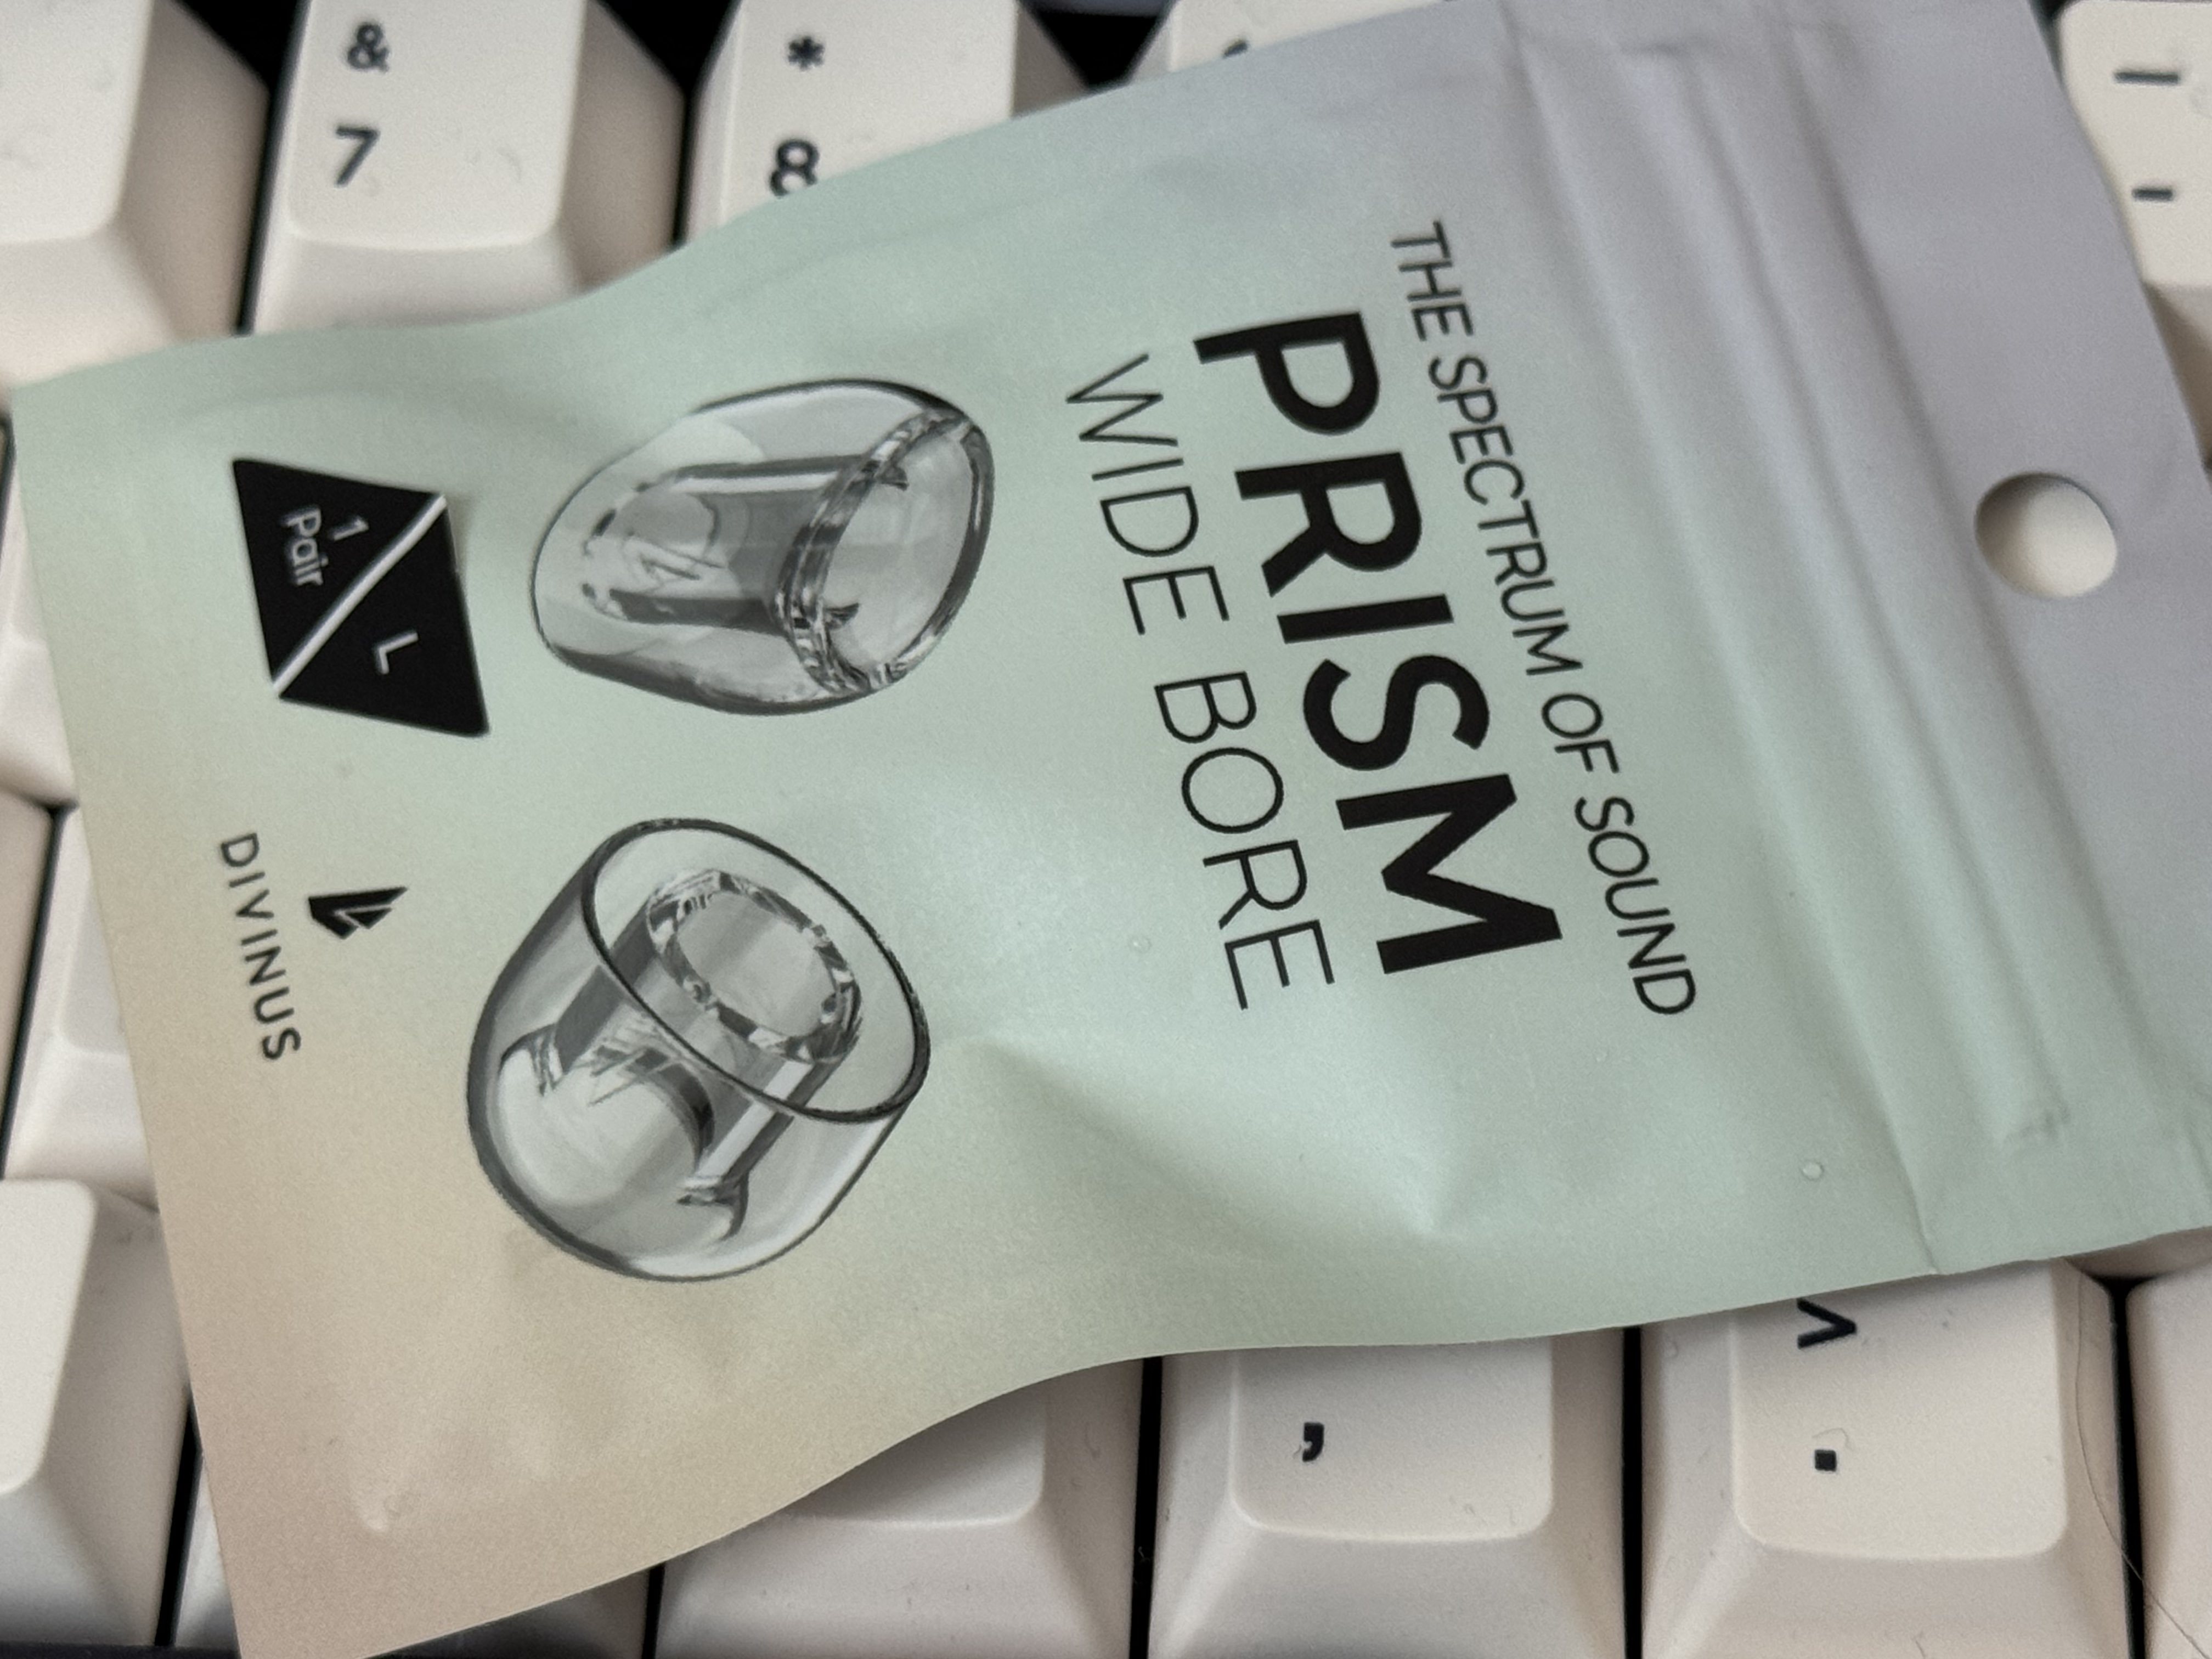 &
7
*
8
THE SPECTRUM OF SOUND
PRISM
WIDE BORE
1
Pair
L
DIVINUS
,
>
.